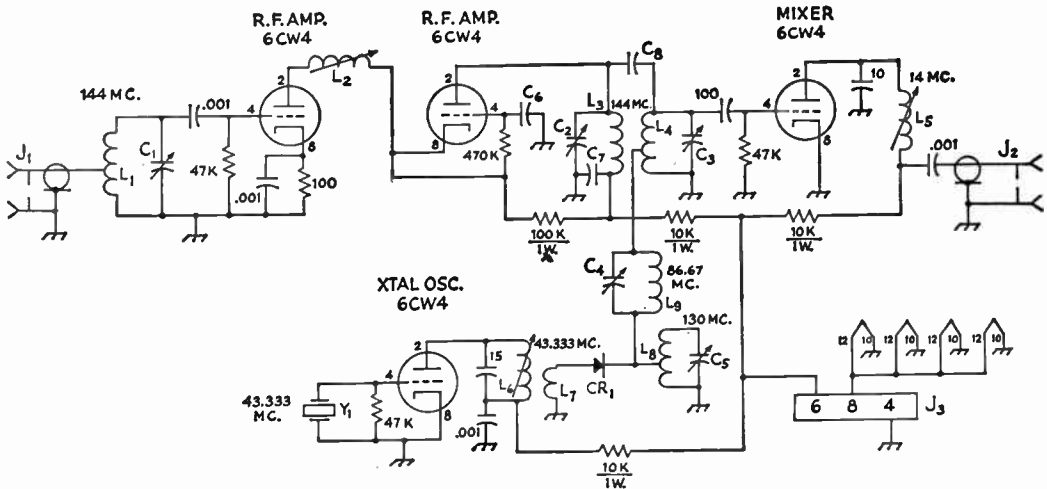 R.F. AMP.
6CW4
R.F. AMP.
6CW4
MIXER
6CW4
2
L2
2
C8
2
10
14 MC.
144 MC.
.001
4
4
C6
L3
144 MC.
L4
100
4
L5
J1
L1
C1
47K
8
8
470K
C2
C7
C3
47K
8
.001
J2
.001
100
100K
1W.
10K
1W.
10K
1W.
C4
86.67
MC.
L9
XTAL OSC.
6CW4
130 MC.
2
43.333 MC.
12
10
12
10
12
10
12
10
15
L6
L8
C5
4
L7
CR1
43.333
MC.
Y1
47K
8
.001
6
8
4
J3
10K
1W.